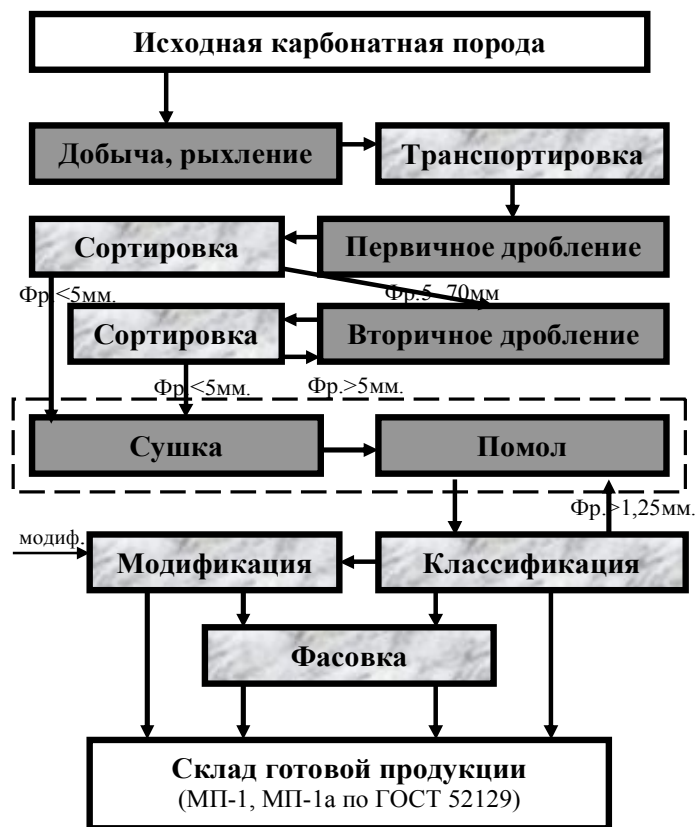 Исходная карбонатная порода
Добыча, рыхление
Транспортировка
Сортировка
Первичное дробление
Фр.<5мм.
Фр.5 70мм
Сортировка
Вторичное дробление
Фр.<5мм.
Фр.>5мм.
Сушка
Помол
Фр.>1,25мм.
модиф.
Модификация
Классификация
Фасовка
Склад готовой продукции
(МП-1, МП-1а по ГОСТ 52129)